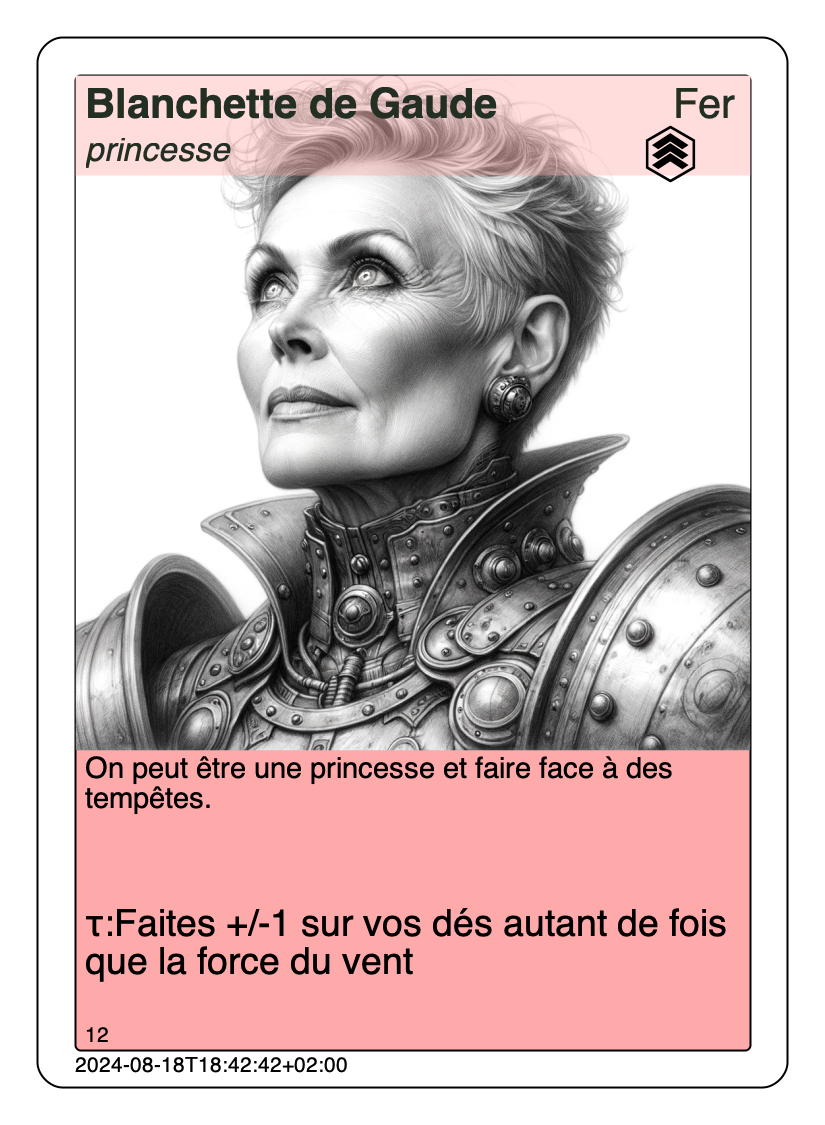 Blanchette de Gaude Fer
princesse
On peut être une princesse et faire face à des
tempêtes.
τ:Faites +/-1 sur vos dés autant de fois
que la force du vent
12
2024-08-18T18:42:42+02:00